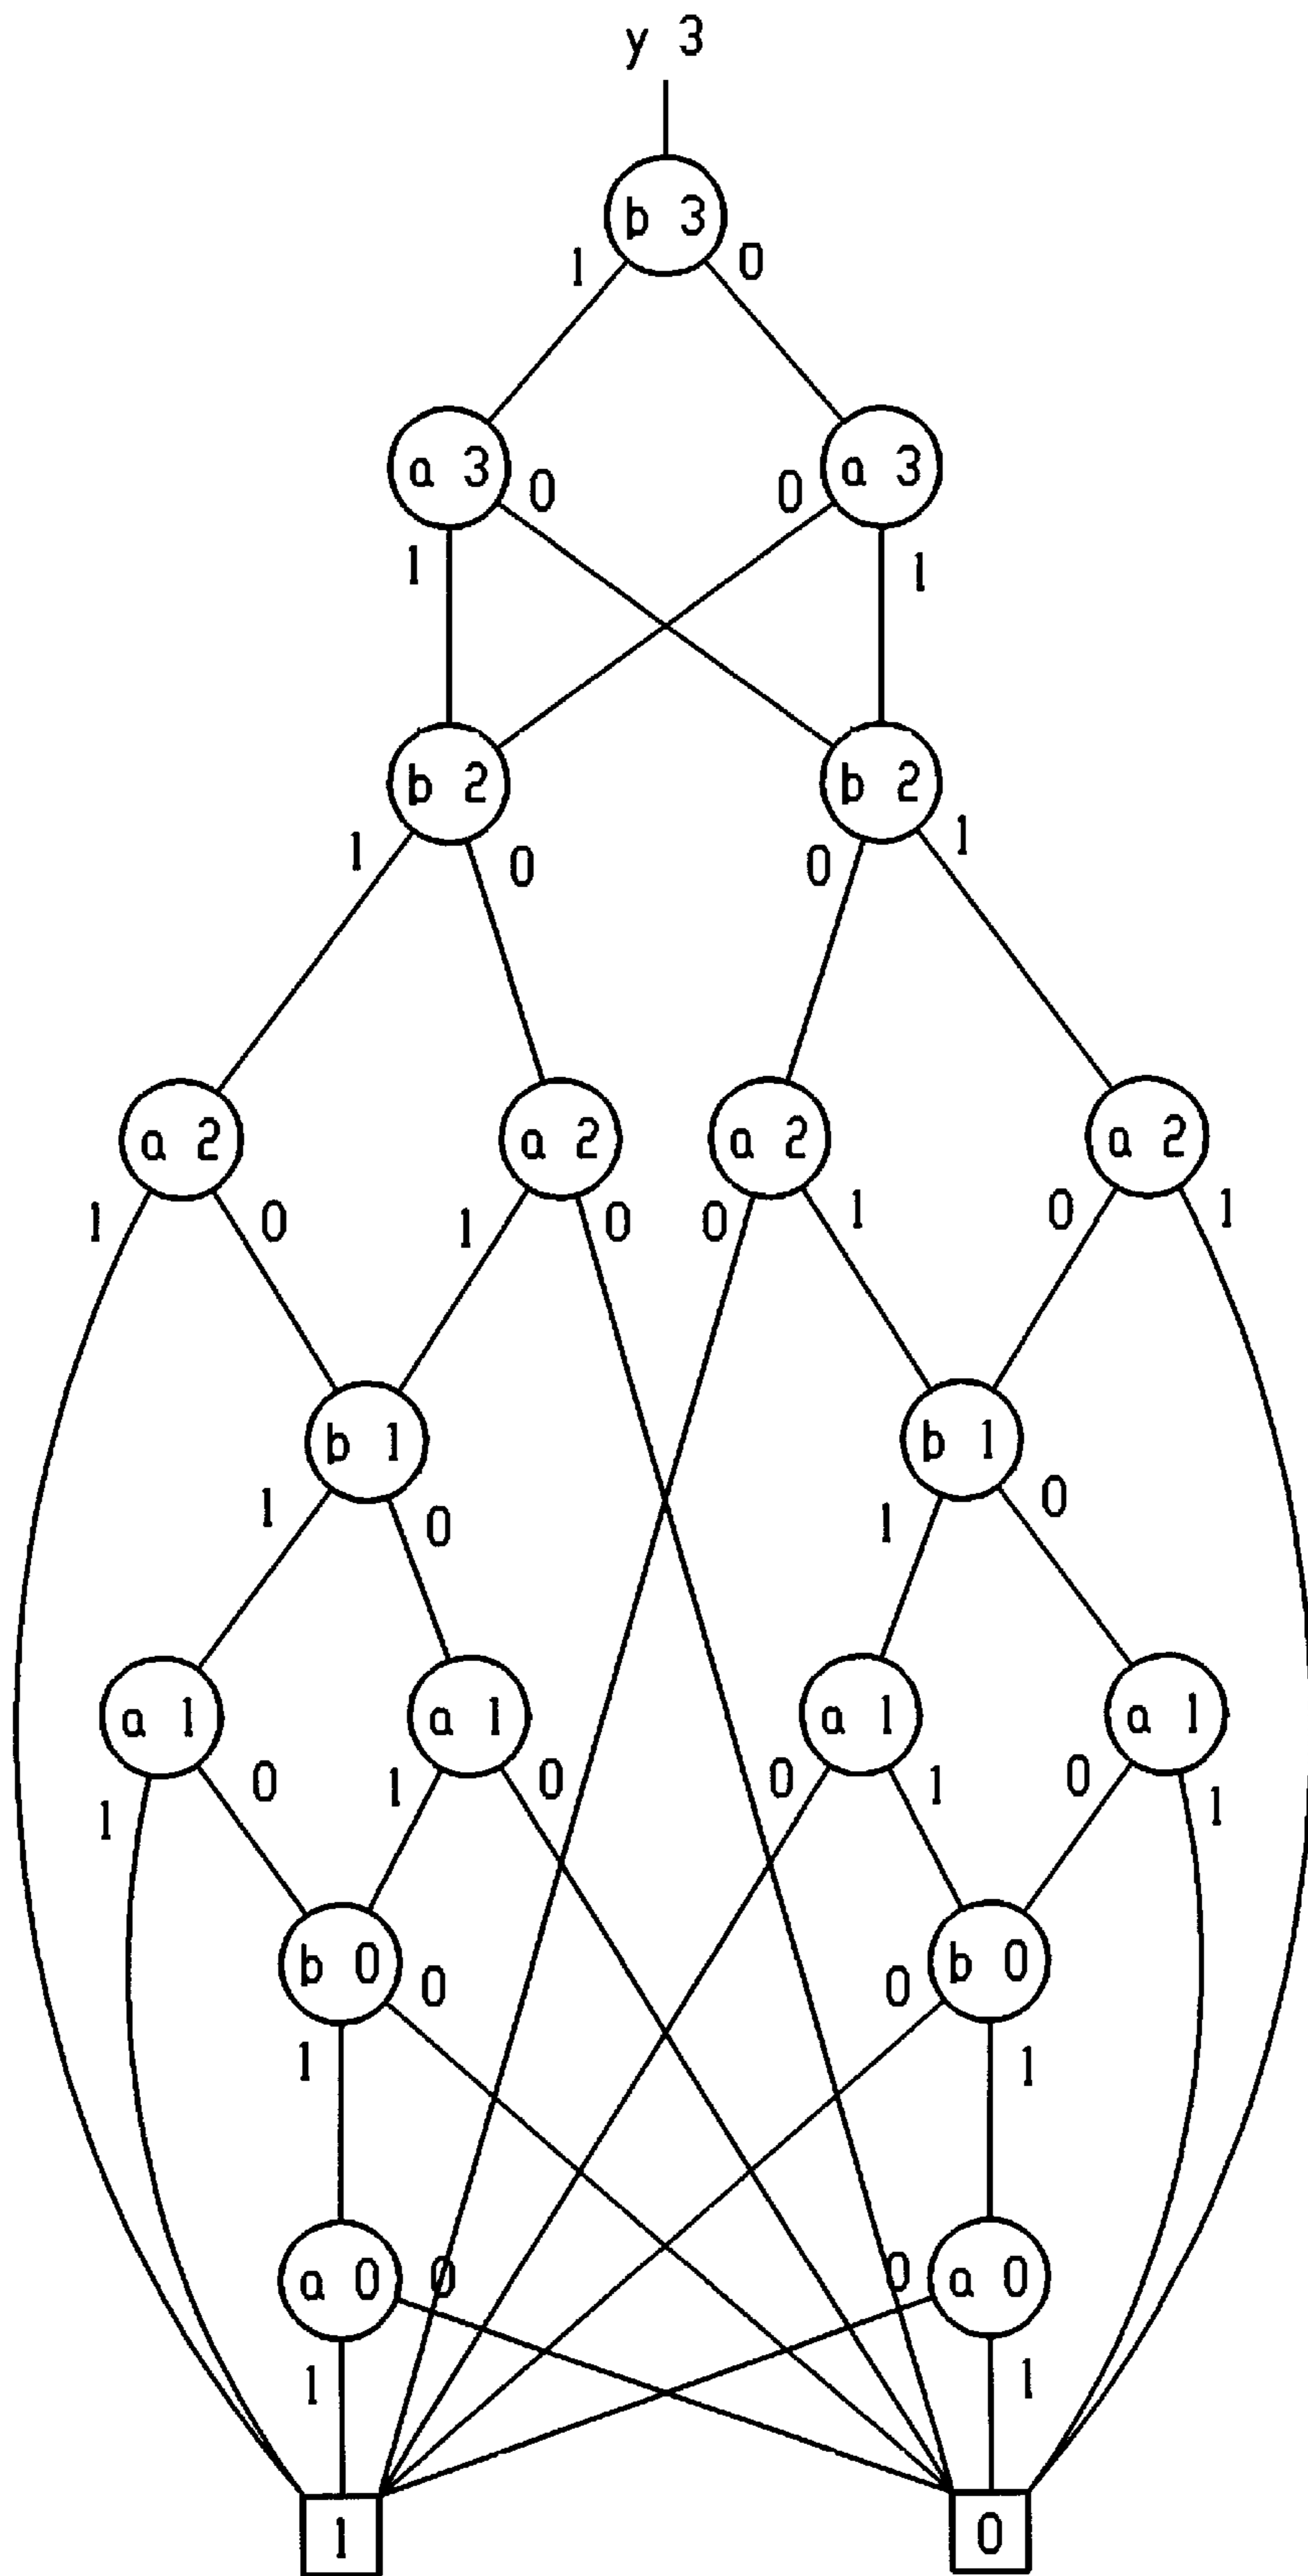 y 3
b 3
1 0
a 3 0 0 a 3
1 1
b 2 b 2
1 0 0 1
a 2 a 2 a 2 a 2
1 0 1 0 0 1 0 1
b 1 b 1
1 0 1 0
a 1 a 1 a 1 a 1
1 0 1 0 0 1 0 1
b 0 0 0 b 0
1 1
a 0 0 0 a 0
1 1
1 0